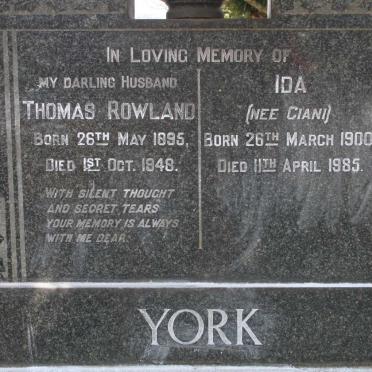 IN LOVING MEMORY OF
MY DARLING HUSBAND
THOMAS ROWLAND
BORN 26TH MAY 1895,
DIED 1ST OCT. 1948.
WITH SILENT THOUGHT
AND SECRET TEARS
YOUR MEMORY IS ALWAYS
WITH ME DEAR.
IDA
(NEE CIANI)
BORN 26TH MARCH 1900
DIED 11TH APRIL 1985.
YORK